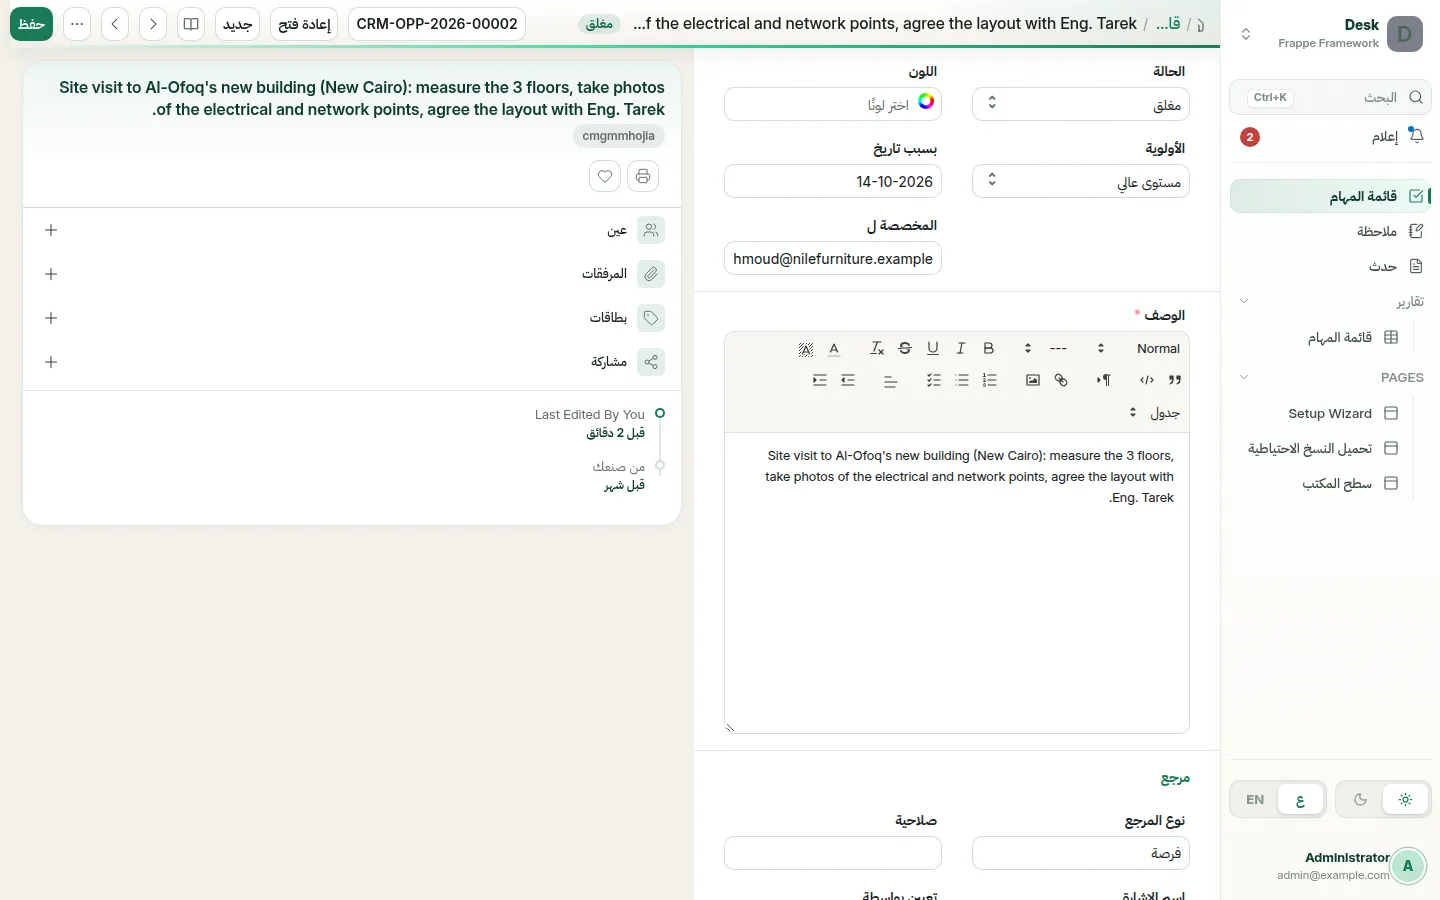 Desk
Frappe Framework
البحث
Ctrl+K
إعلام
2
قائمة المهام
ملاحظة
حدث
تقارير
قائمة المهام
PAGES
Setup Wizard
تحميل النسخ الاحتياطية
سطح المكتب
EN
ع
Administrator
admin@example.com
A
D
قا...
/
/
...f the electrical and network points, agree the layout with Eng. Tarek
مغلق
CRM-OPP-2026-00002
إعادة فتح
جديد
حفظ
الحالة
مغلق
اللون
اختر لونًا
الأولوية
مستوى عالي
بسبب تاريخ
14-10-2026
المخصصة ل
hmoud@nilefurniture.example
الوصف *
Normal
---
جدول
Site visit to Al-Ofoq's new building (New Cairo): measure the 3 floors,
take photos of the electrical and network points, agree the layout with
Eng. Tarek.
مرجع
نوع المرجع
فرصة
صلاحية
اسم الإشارة
تعيين بواسطة
Site visit to Al-Ofoq's new building (New Cairo): measure the 3 floors, take photos
of the electrical and network points, agree the layout with Eng. Tarek.
cmgmmhojia
عين
المرفقات
بطاقات
مشاركة
Last Edited By You
قبل 2 دقائق
من صنعك
قبل شهر